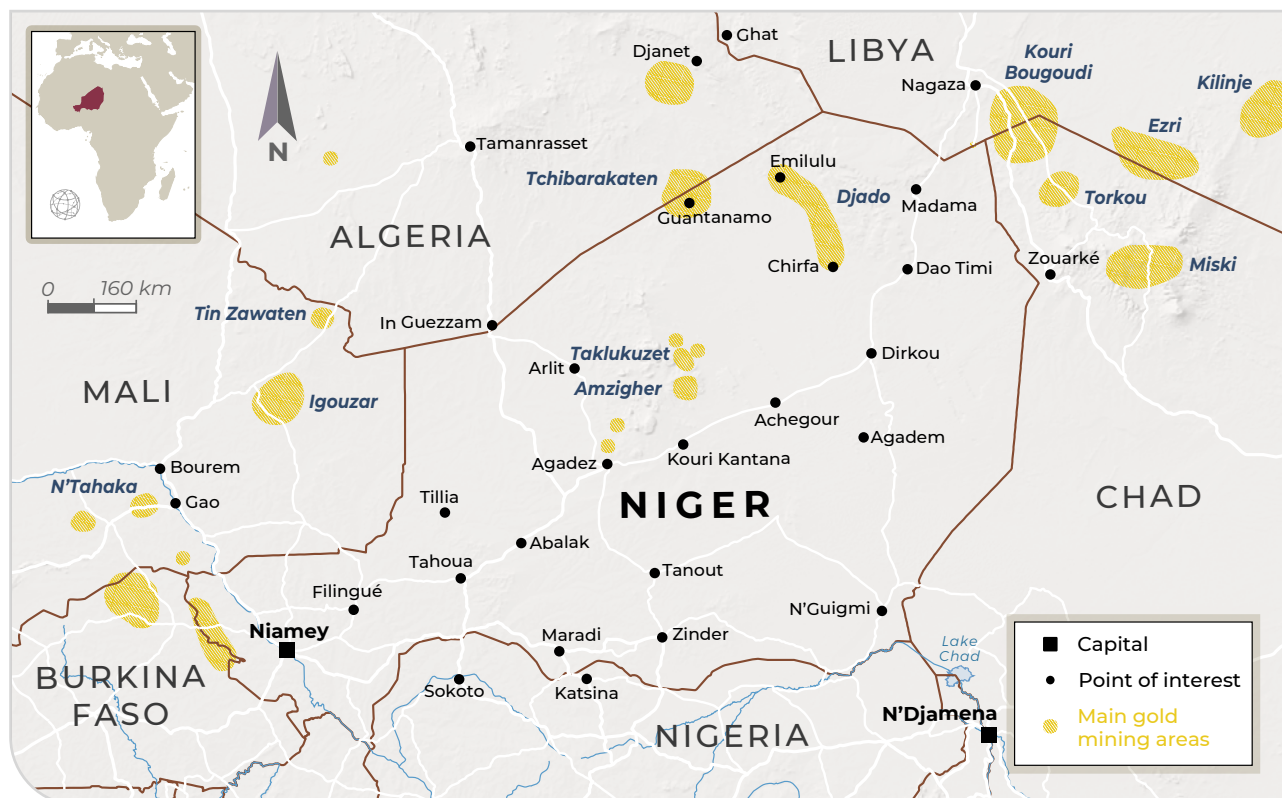 Ghat
Djanet
LIBYA
Kouri
Bougoudi
Kilinje
Nagaza
Ezri
N
Tamanrasset
Emilulu
Tchibarakaten
Djado
Torkou
Madama
Guantanamo
ALGERIA
Zouarké
Miski
Chirfa
Dao Timi
0
160 km
Tin Zawaten
In Guezzam
Taklukuzet
Dirkou
Arlit
Amzigher
MALI
Igouzar
Achegour
Agadem
Kouri Kantana
Agadez
Bourem
N'Tahaka
Gao
Tillia
NIGER
CHAD
Abalak
Tahoua
Tanout
Filingué
N'Guigmi
Niamey
Maradi
Zinder
Lake
Chad
BURKINA
FASO
Sokoto
Katsina
N'Djamena
NIGERIA
Capital
Point of interest
Main gold
mining areas